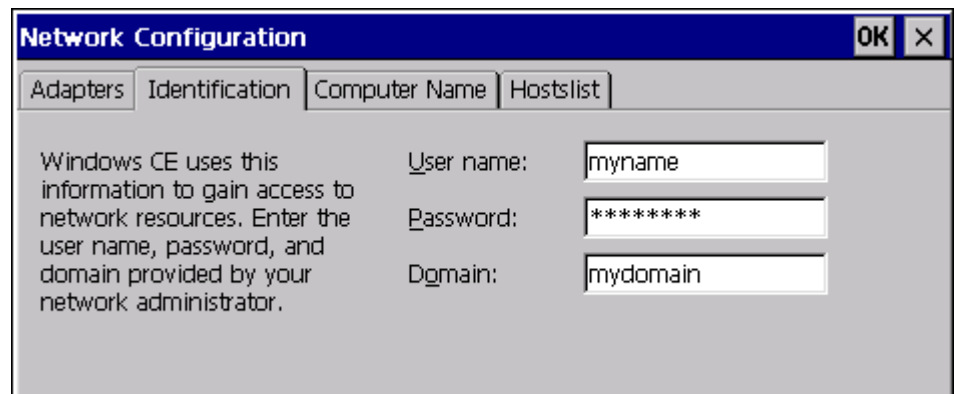 Network Configuration OK ×
Adapters Identification Computer Name Hostslist
Windows CE uses this
information to gain access to
network resources. Enter the
user name, password, and
domain provided by your
network administrator.
User name: myname
Password: ********
Domain: mydomain